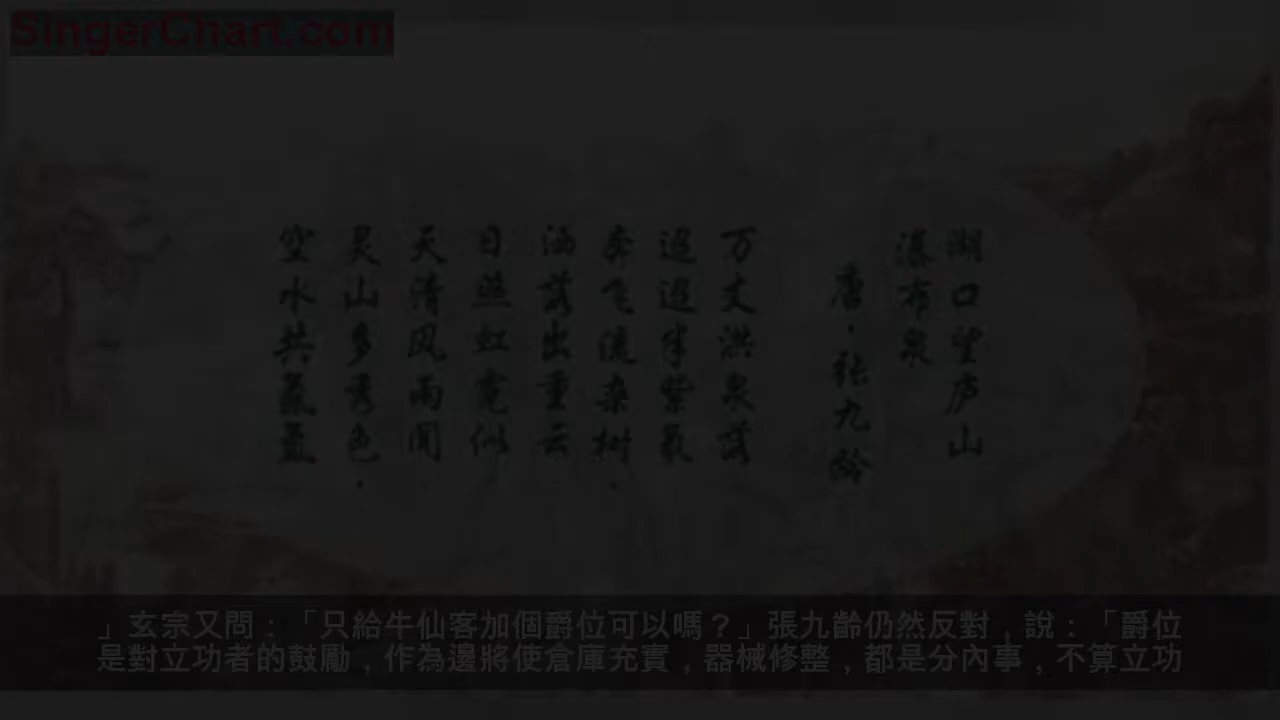 SingerChart.com
湖口望庐山
瀑布泉
唐·张九龄
万丈洪泉落
迢迢半紫氛
奔飞流杂树·
洒落出重云
日照虹霓似
天清风雨闻
灵山多秀色·
空水共氤氲
」玄宗又問：「只給牛仙客加個爵位可以嗎？」張九齡仍然反對，說：「爵位
是對立功者的鼓勵，作為邊將使倉庫充實，器械修整，都是分內事，不算立功